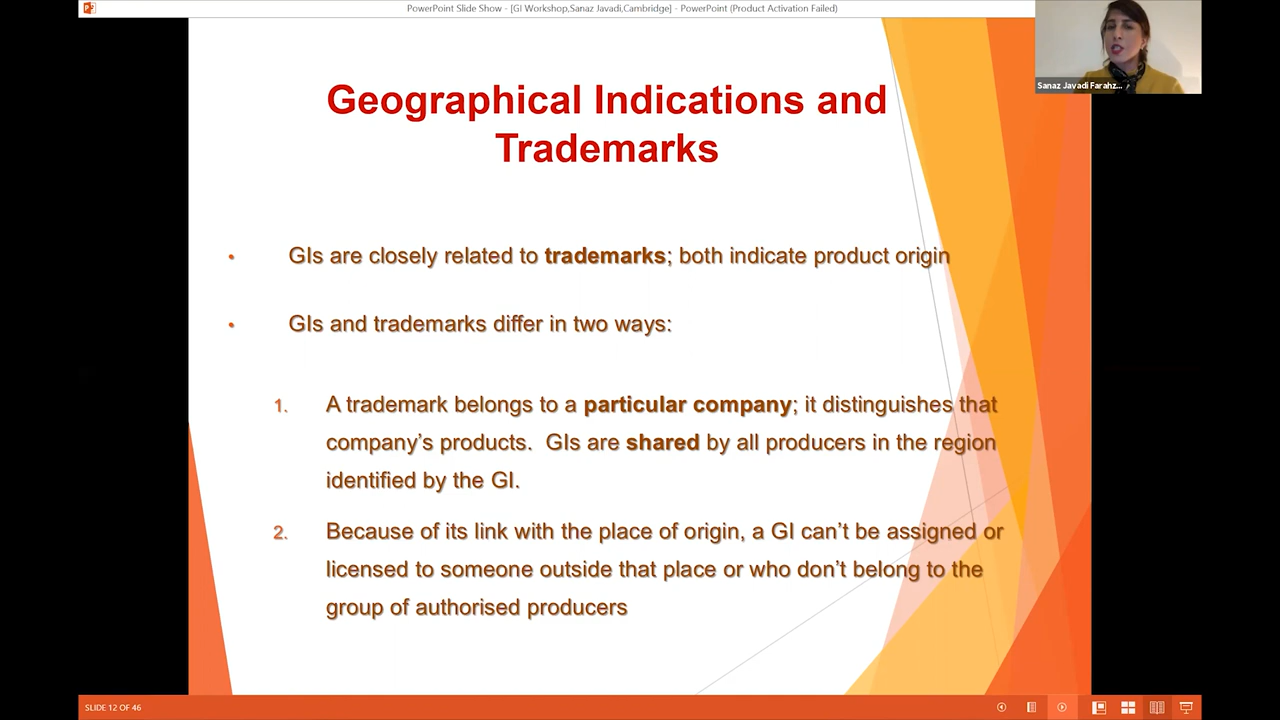 PowerPoint Slide Show - [GI Workshop,Sanaz Javadi,Cambridge] - PowerPoint (Product Activation Failed)
Sanaz Javadi Farahz...
Geographical Indications and
Trademarks
• GIs are closely related to trademarks; both indicate product origin
• GIs and trademarks differ in two ways:
1. A trademark belongs to a particular company; it distinguishes that
company’s products. GIs are shared by all producers in the region
identified by the GI.
2. Because of its link with the place of origin, a GI can’t be assigned or
licensed to someone outside that place or who don’t belong to the
group of authorised producers
SLIDE 12 OF 46